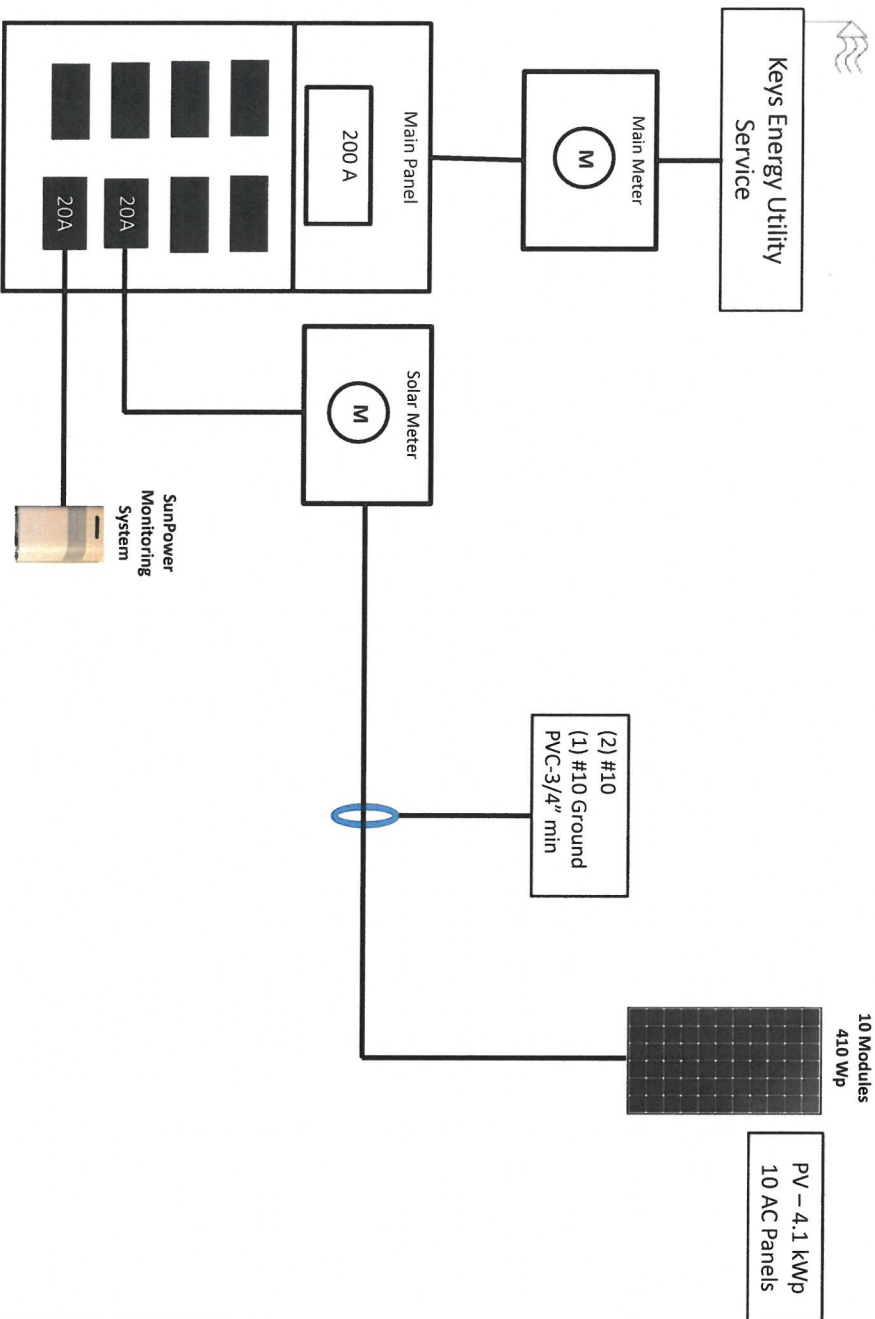 Keys Energy Utility
Service
Main Meter
M
Main Panel
200 A
20A
20A
Solar Meter
M
SunPower
Monitoring
System
(2) #10
(1) #10 Ground
PVC-3/4” min
10 Modules
410 Wp
PV – 4.1 kWp
10 AC Panels